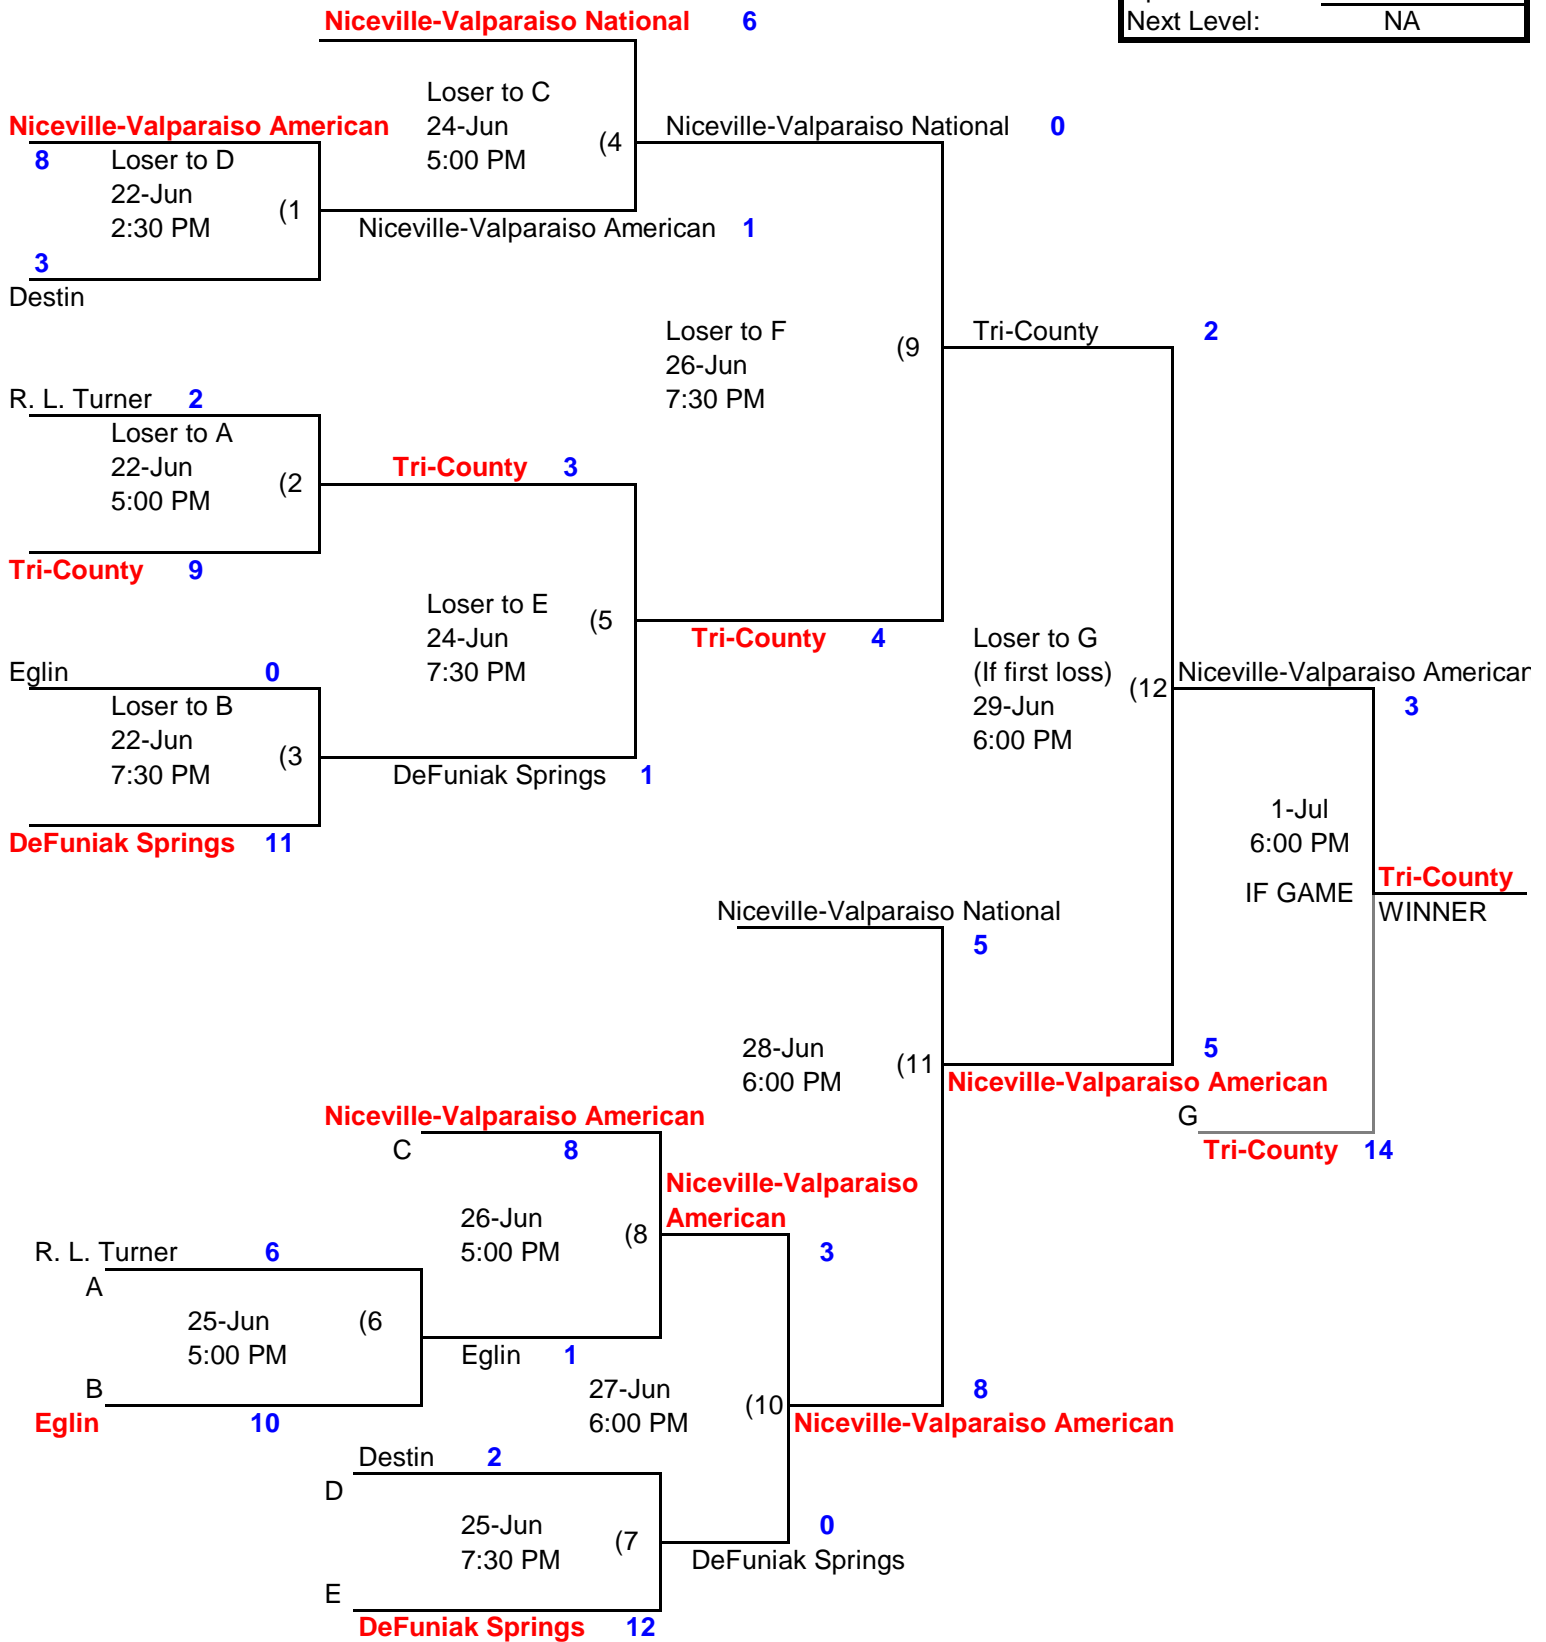 Niceville-Valparaiso National 6
Next Level: NA
Loser to C
24-Jun
5:00 PM
(4
Niceville-Valparaiso American
8
Loser to D
22-Jun
2:30 PM
(1
3
Destin
Niceville-Valparaiso National 0
Niceville-Valparaiso American 1
R. L. Turner 2
Loser to A
22-Jun
5:00 PM
(2
Tri-County 9
Loser to F
26-Jun
7:30 PM
(9
Tri-County 2
Tri-County 3
Loser to E
24-Jun
7:30 PM
(5
Tri-County 4
Eglin 0
Loser to B
22-Jun
7:30 PM
(3
DeFuniak Springs 11
DeFuniak Springs 1
Loser to G
(If first loss)
29-Jun
6:00 PM
(12
Niceville-Valparaiso American
3
1-Jul
6:00 PM
IF GAME
Tri-County
WINNER
Niceville-Valparaiso National
5
28-Jun
6:00 PM
(11
5
Niceville-Valparaiso American
G
Tri-County 14
Niceville-Valparaiso American
C
8
26-Jun
5:00 PM
(8
Niceville-Valparaiso
American
3
R. L. Turner 6
A
25-Jun
5:00 PM
(6
B
Eglin 10
Eglin 1
27-Jun
6:00 PM
(10
8
Niceville-Valparaiso American
Destin 2
D
25-Jun
7:30 PM
(7
E
DeFuniak Springs 12
0
DeFuniak Springs